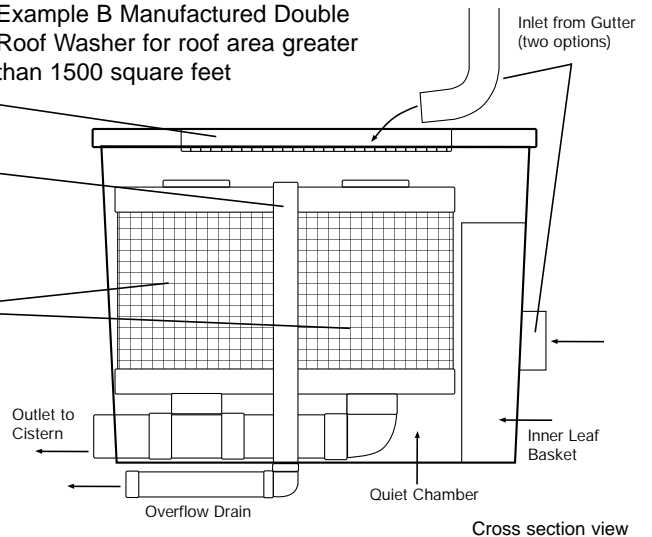 Example B Manufactured Double
Roof Washer for roof area greater
than 1500 square feet
Inlet from Gutter
(two options)
Outlet to
Cistern
Inner Leaf
Basket
Quiet Chamber
Overflow Drain
Cross section view